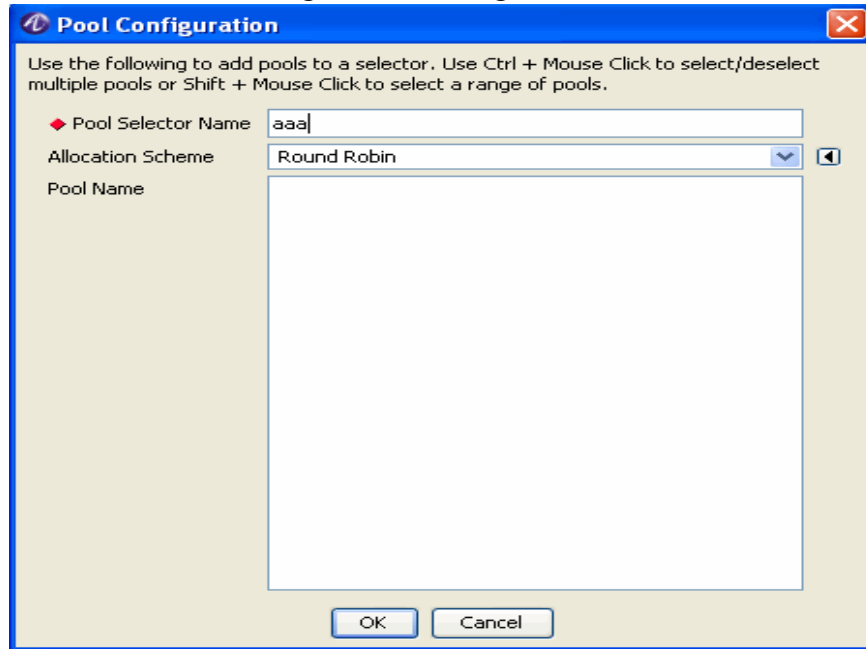 Pool Configuration
Use the following to add pools to a selector. Use Ctrl + Mouse Click to select/deselect
multiple pools or Shift + Mouse Click to select a range of pools.
Pool Selector Name aaa
Allocation Scheme Round Robin
Pool Name
OK Cancel